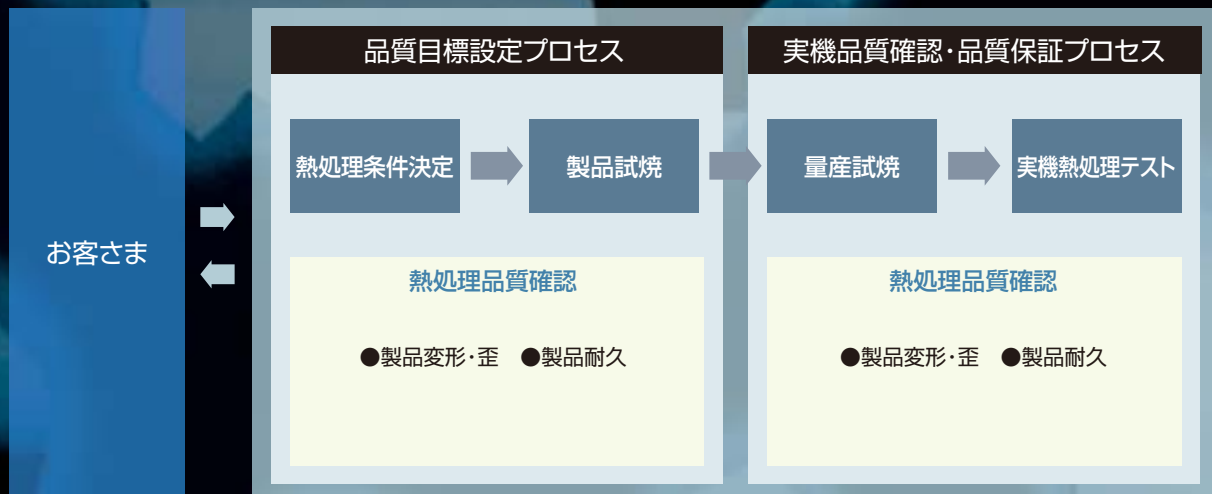 お客さま
品質目標設定プロセス
熱処理条件決定
製品試焼
熱処理品質確認
●製品変形・歪 ●製品耐久
実機品質確認・品質保証プロセス
量産試焼
実機熱処理テスト
熱処理品質確認
●製品変形・歪 ●製品耐久